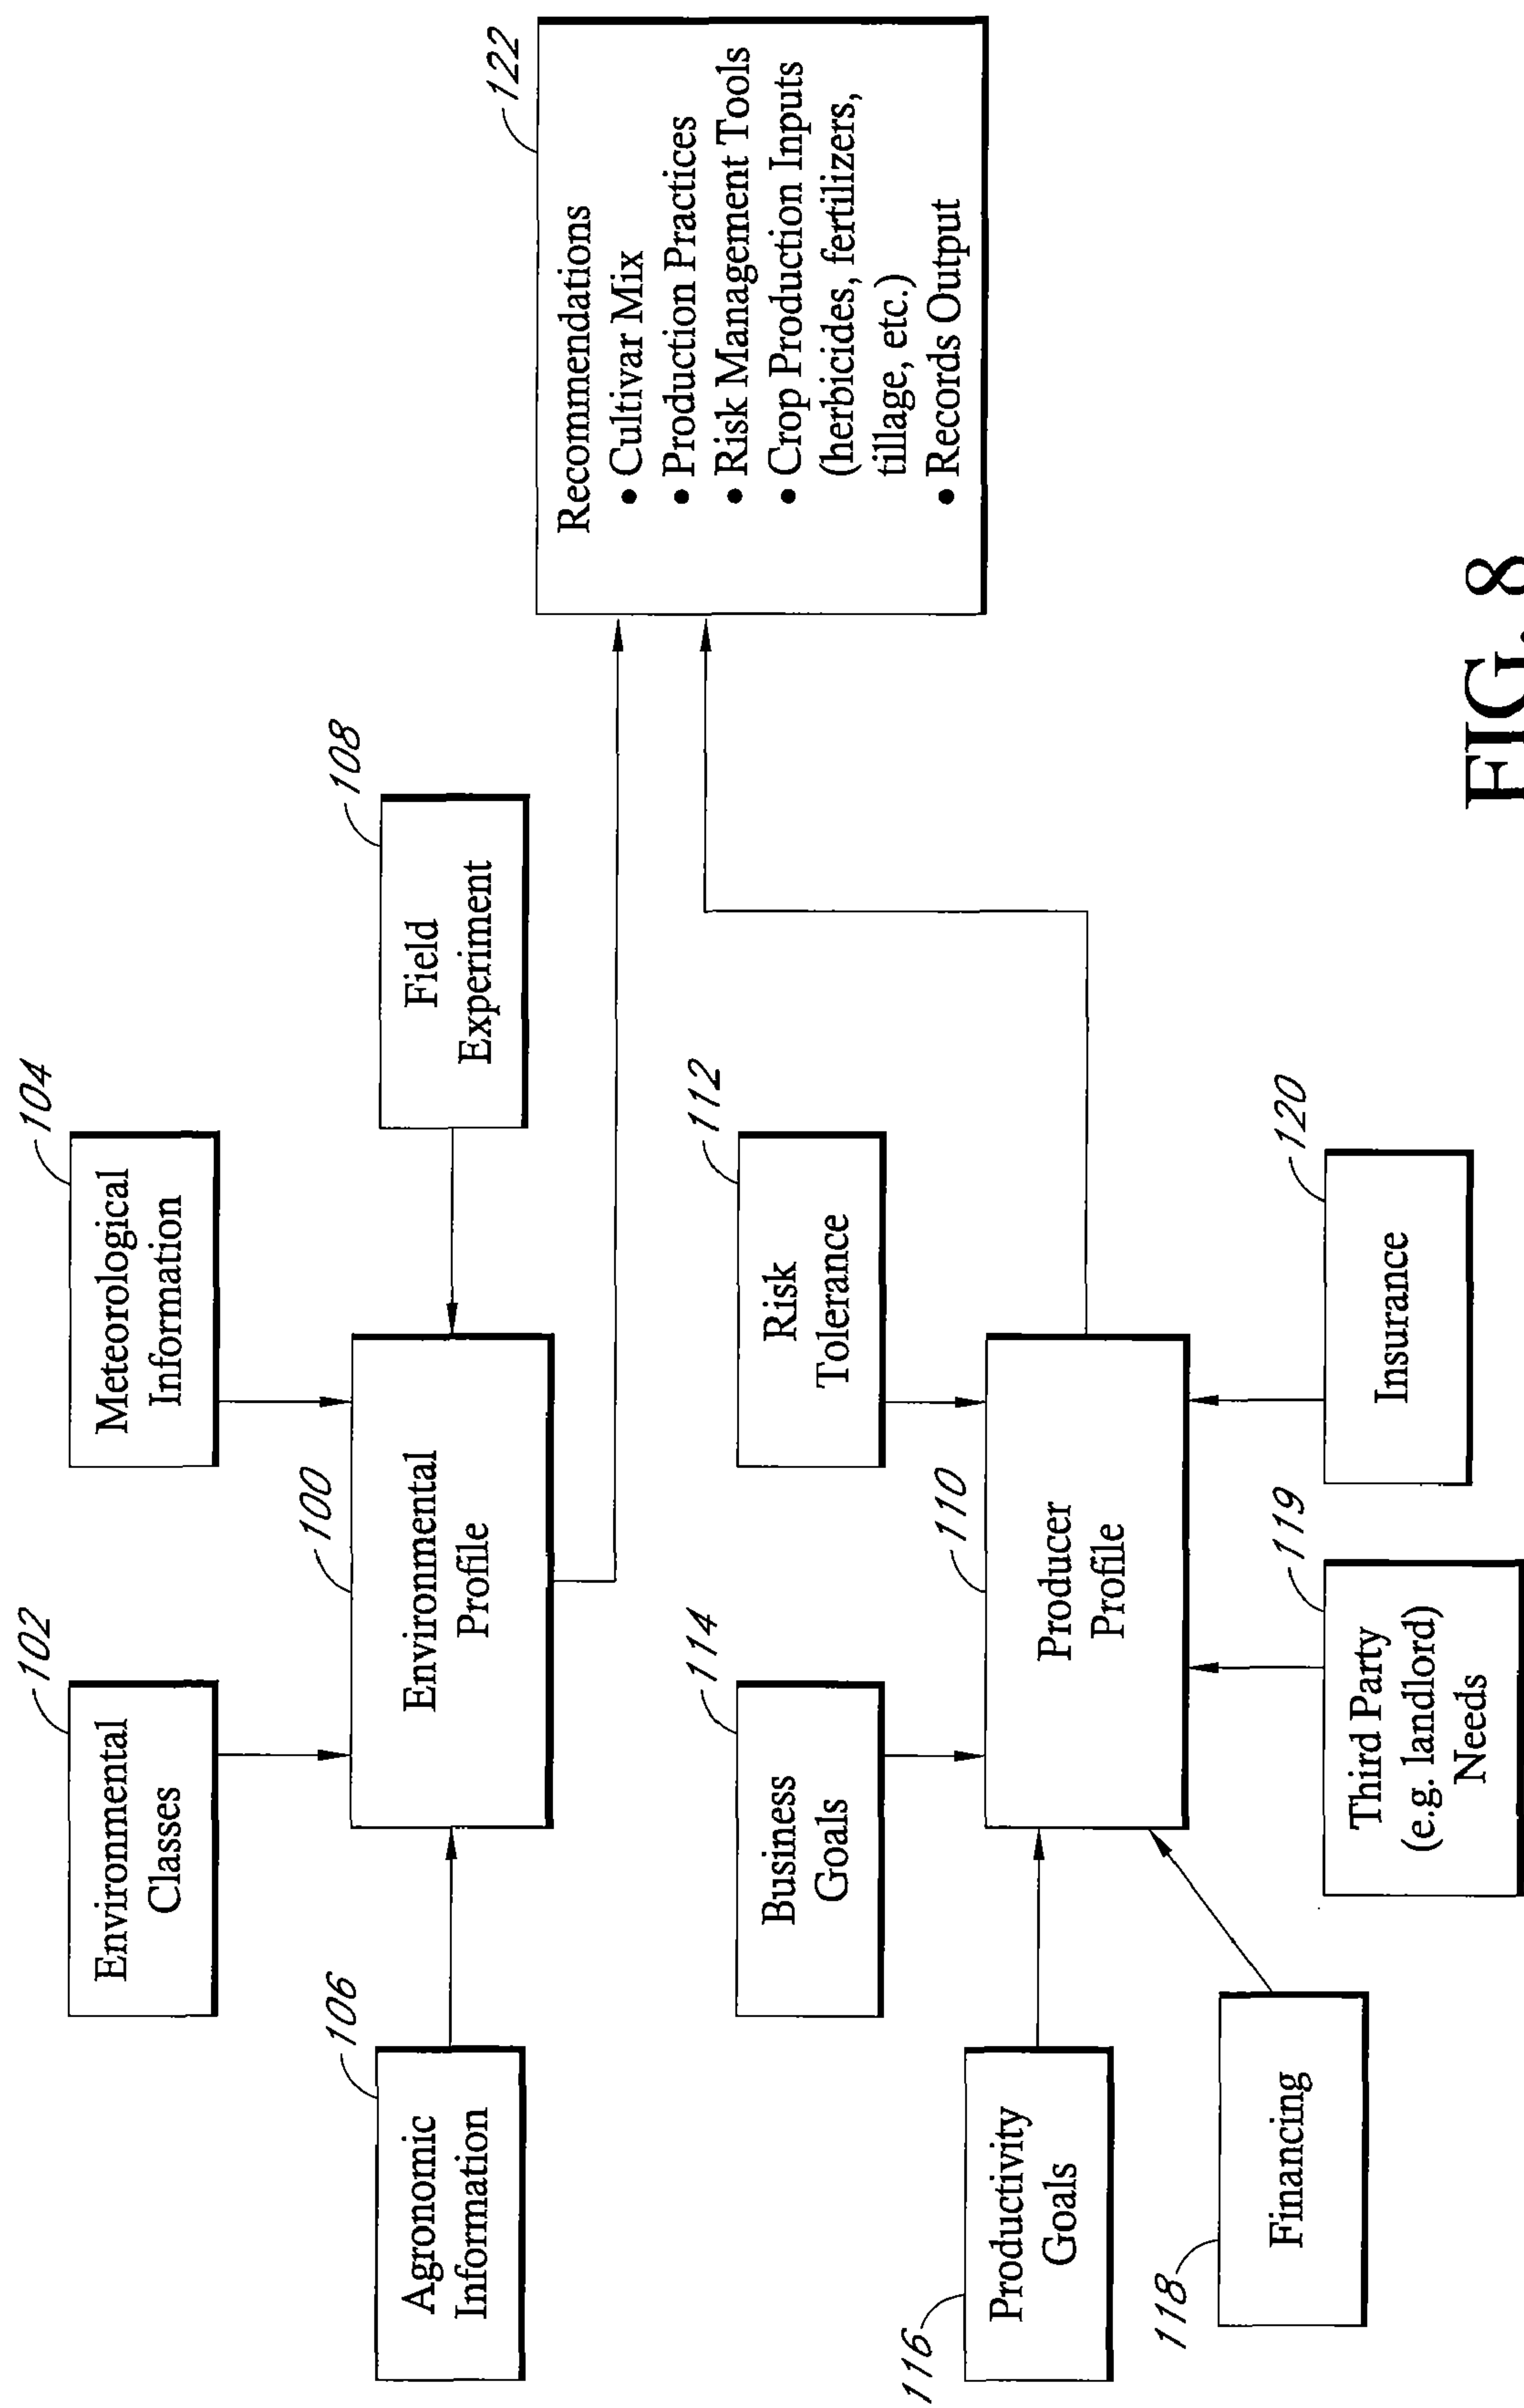 102
Environmental
Classes
104
Meteorological
Information
106
Agronomic
Information
100
Environmental
Profile
108
Field
Experiment
122
Recommendations
• Cultivar Mix
• Production Practices
• Risk Management Tools
• Crop Production Inputs
(herbicides, fertilizers,
tillage, etc.)
• Records Output
114
Business
Goals
112
Risk
Tolerance
116
Productivity
Goals
110
Producer
Profile
118
Financing
119
Third Party
(e.g. landlord)
Needs
120
Insurance
FIG. 8